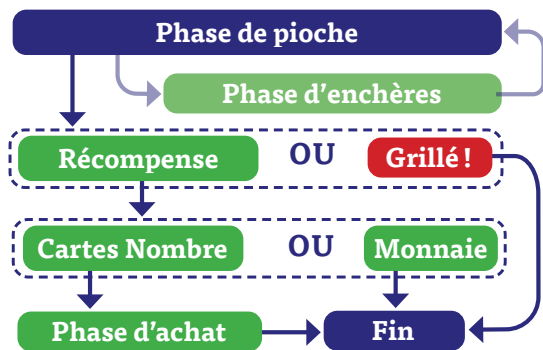 Phase de pioche
Phase d'enchères
Récompense OU Grillé !
Cartes Nombre OU Monnaie
Phase d'achat Fin